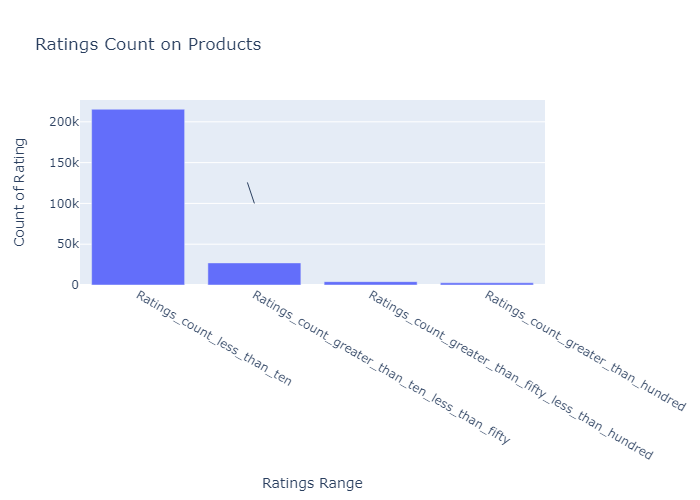 Ratings Count on Products
Count of Rating
200k
150k
100k
50k
0
Ratings_count_less_than_ten
Ratings_count_greater_than_ten_less_than_fifty
Ratings_count_greater_than_fifty_less_than_hundred
Ratings_count_greater_than_hundred
Ratings Range